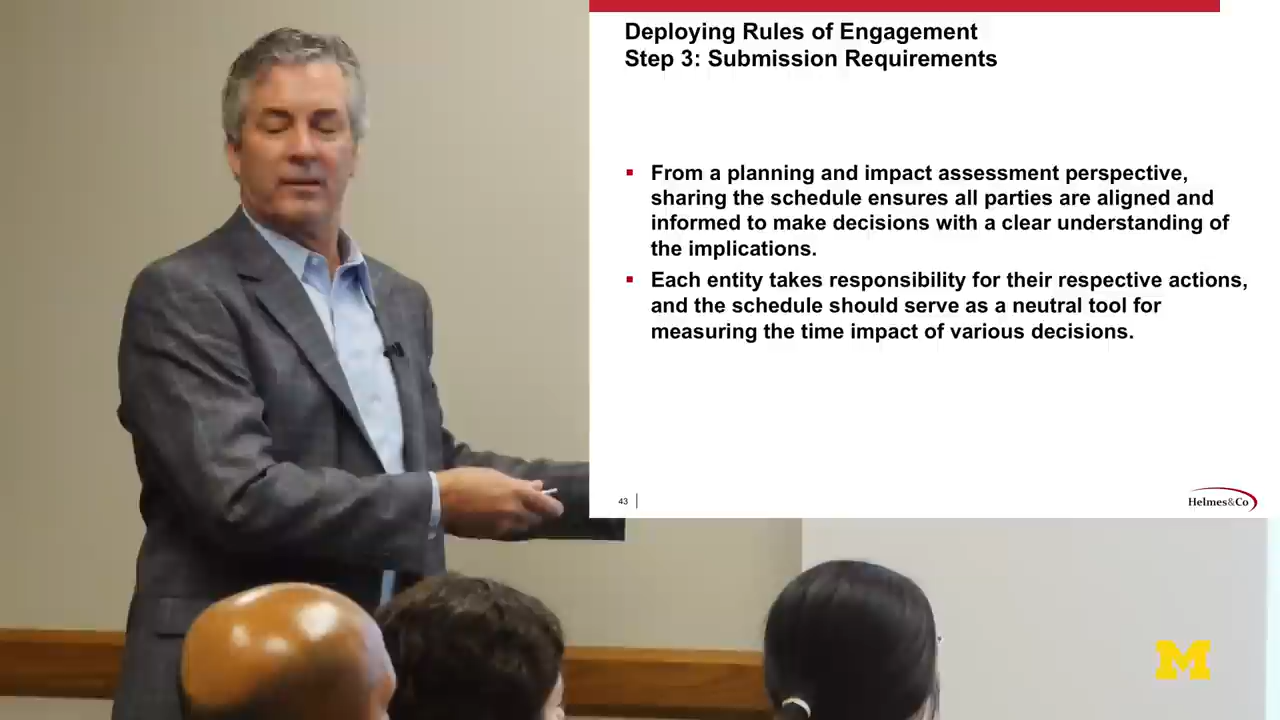 Deploying Rules of Engagement
Step 3: Submission Requirements
▪ From a planning and impact assessment perspective,
sharing the schedule ensures all parties are aligned and
informed to make decisions with a clear understanding of
the implications.
▪ Each entity takes responsibility for their respective actions,
and the schedule should serve as a neutral tool for
measuring the time impact of various decisions.
43
Helmes&Co
M